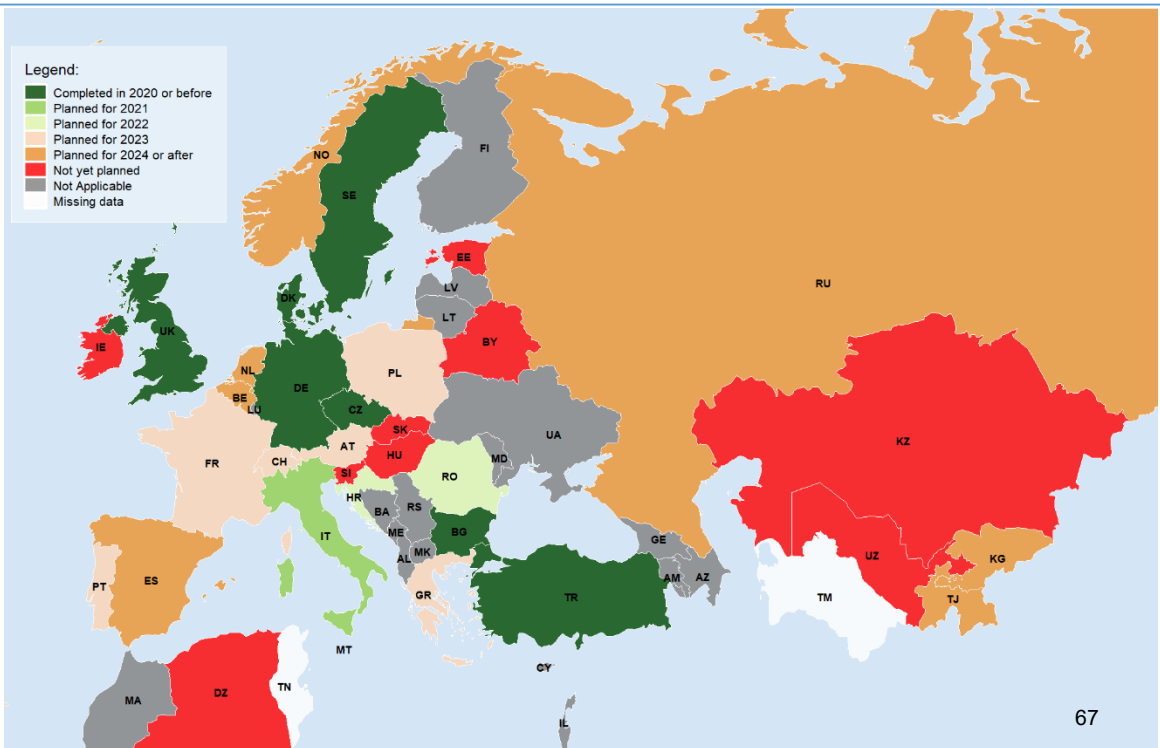 Legend:
Completed in 2020 or before
Planned for 2021
Planned for 2022
Planned for 2023
Planned for 2024 or after
Not yet planned
Not Applicable
Missing data
NO
FI
SE
EE
RU
LV
DK
LT
UK
IE
BY
NL
PL
DE
BE
LU
CZ
KZ
SK
UA
AT
HU
FR
CH
MD
SI
RO
HR
BA
RS
IT
BG
ME
GE
MK
AL
UZ
KG
AM
AZ
PT
ES
GR
TR
TM
TJ
MT
CY
TN
MA
DZ
IL
67